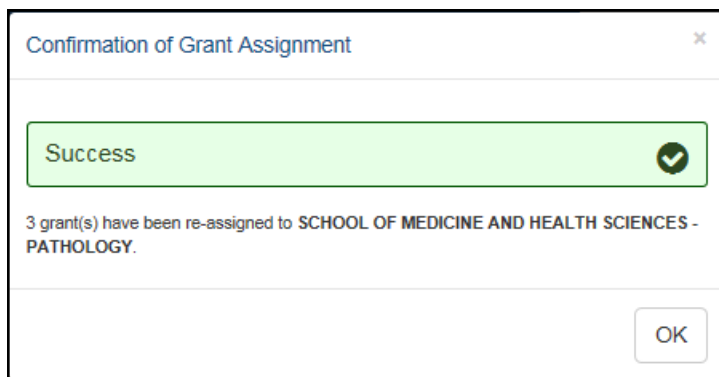 Confirmation of Grant Assignment ×
Success
3 grant(s) have been re-assigned to SCHOOL OF MEDICINE AND HEALTH SCIENCES -
PATHOLOGY.
OK